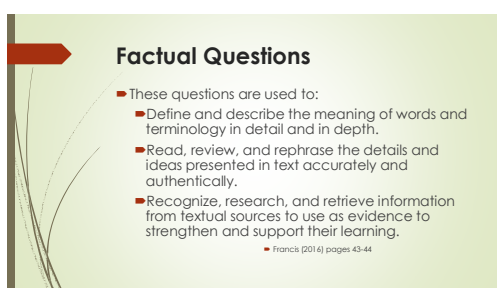 Factual Questions
These questions are used to:
Define and describe the meaning of words and
terminology in detail and in depth.
Read, review, and rephrase the details and
ideas presented in text accurately and
authentically.
Recognize, research, and retrieve information
from textual sources to use as evidence to
strengthen and support their learning.
Francis (2016) pages 43-44